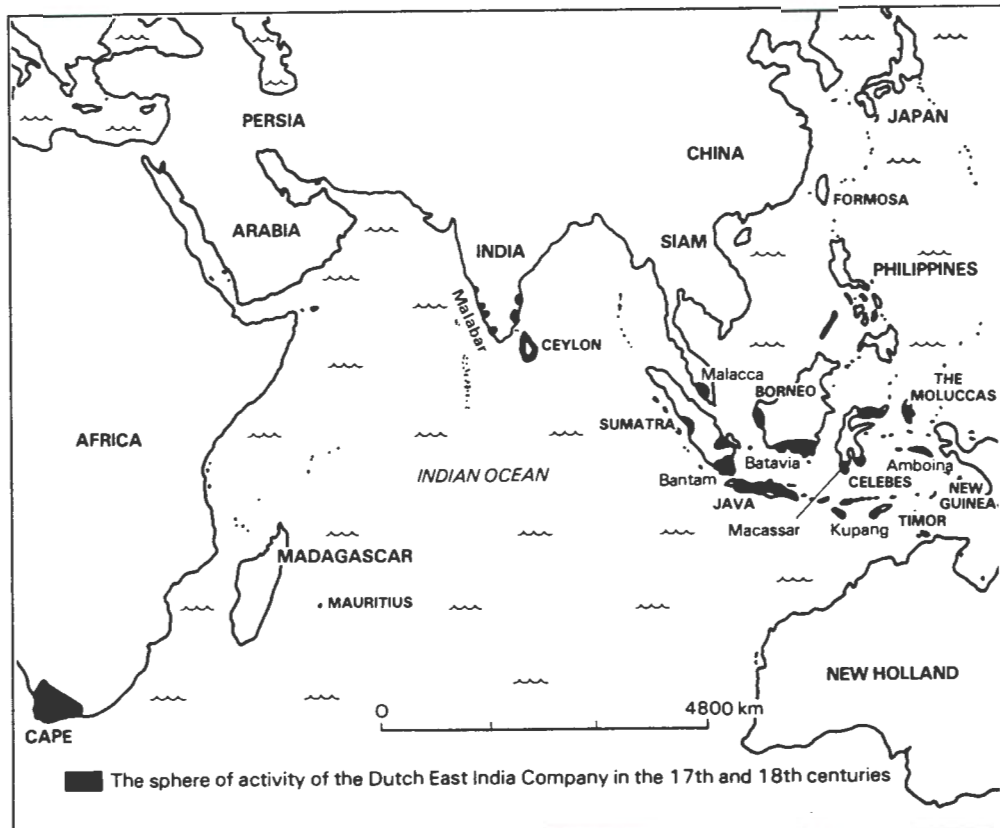 JAPAN
PERSIA
CHINA
FORMOSA
ARABIA
SIAM
INDIA
PHILIPPINES
Malabar
CEYLON
Malacca
THE
MOLUCCAS
BORNEO
SUMATRA
AFRICA
Batavia
Amboina
INDIAN OCEAN
Bantam
CELEBES
NEW
GUINEA
JAVA
Macassar
Kupang
TIMOR
MADAGASCAR
MAURITIUS
NEW HOLLAND
0
4800 km
CAPE
The sphere of activity of the Dutch East India Company in the 17th and 18th centuries